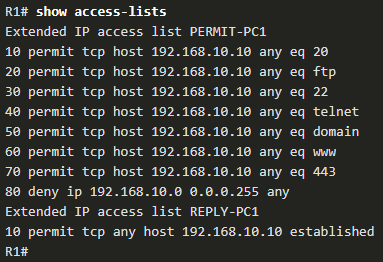 R1# show access-lists
Extended IP access list PERMIT-PC1
10 permit tcp host 192.168.10.10 any eq 20
20 permit tcp host 192.168.10.10 any eq ftp
30 permit tcp host 192.168.10.10 any eq 22
40 permit tcp host 192.168.10.10 any eq telnet
50 permit tcp host 192.168.10.10 any eq domain
60 permit tcp host 192.168.10.10 any eq www
70 permit tcp host 192.168.10.10 any eq 443
80 deny ip 192.168.10.0 0.0.0.255 any
Extended IP access list REPLY-PC1
10 permit tcp any host 192.168.10.10 established
R1#